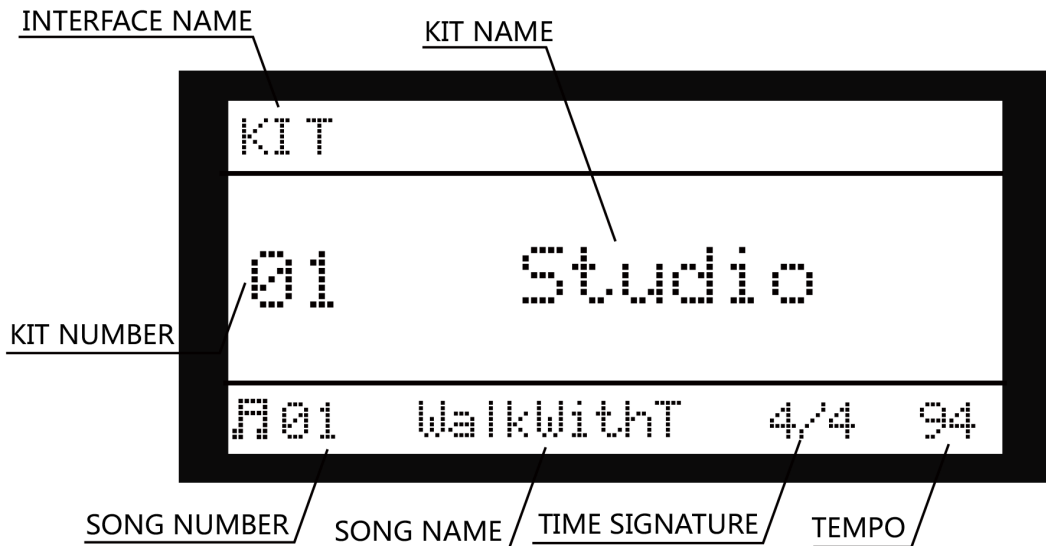 INTERFACE NAME
KIT NAME
KIT
01 Studio
KIT NUMBER
01 WalkWithT 4/4 94
SONG NUMBER
SONG NAME
TIME SIGNATURE
TEMPO